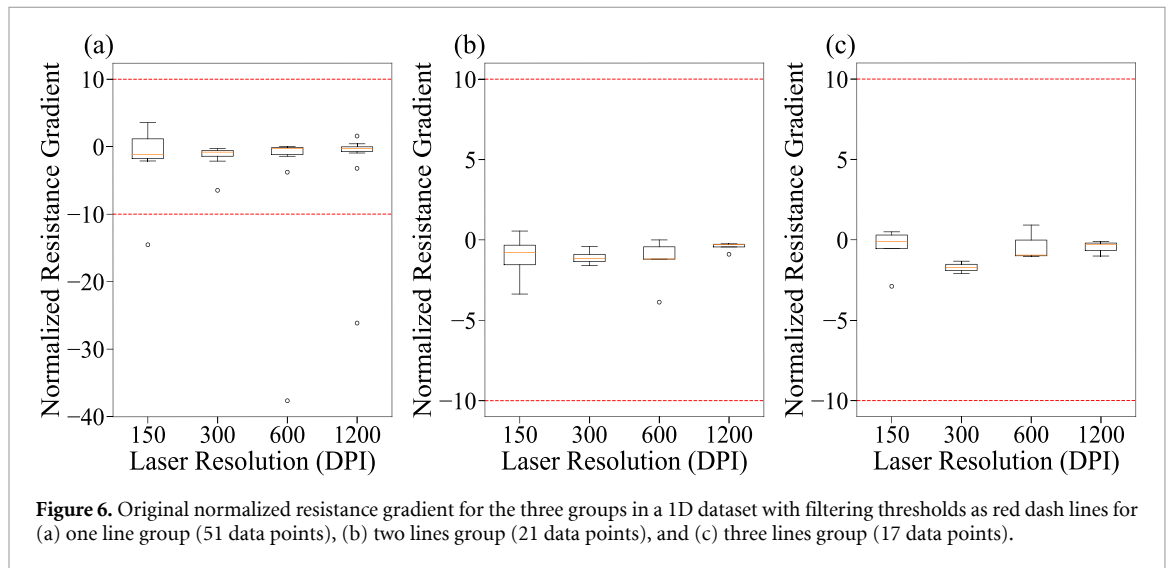 (a)
Normalized Resistance Gradient
10
0
−10
−20
−30
−40
150 300 600 1200
Laser Resolution (DPI)
(b)
Normalized Resistance Gradient
10
5
0
−5
−10
150 300 600 1200
Laser Resolution (DPI)
(c)
Normalized Resistance Gradient
10
5
0
−5
−10
150 300 600 1200
Laser Resolution (DPI)
Figure 6. Original normalized resistance gradient for the three groups in a 1D dataset with filtering thresholds as red dash lines for
(a) one line group (51 data points), (b) two lines group (21 data points), and (c) three lines group (17 data points).